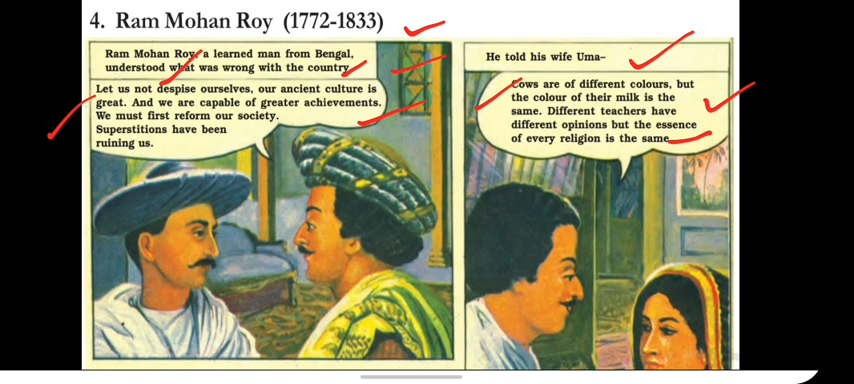 4. Ram Mohan Roy (1772-1833)
Ram Mohan Roy, a learned man from Bengal,
understood what was wrong with the country.
Let us not despise ourselves, our ancient culture is
great. And we are capable of greater achievements.
We must first reform our society.
Superstitions have been
ruining us.
He told his wife Uma–
Cows are of different colours, but
the colour of their milk is the
same. Different teachers have
different opinions but the essence
of every religion is the same.